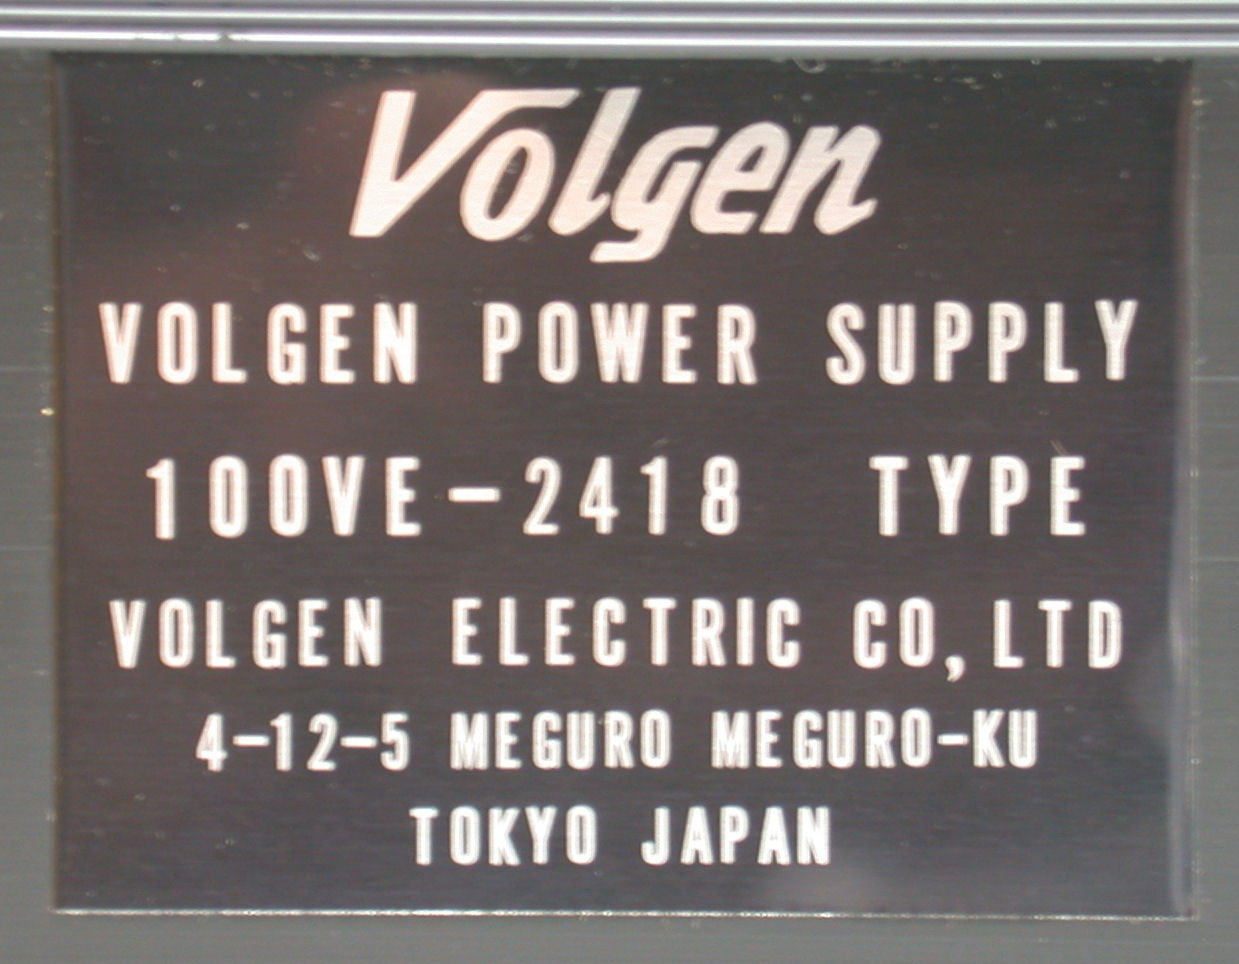 Volgen
VOLGEN POWER SUPPLY
100VE-2418 TYPE
VOLGEN ELECTRIC CO,LTD
4-12-5 MEGURO MEGURO-KU
TOKYO JAPAN